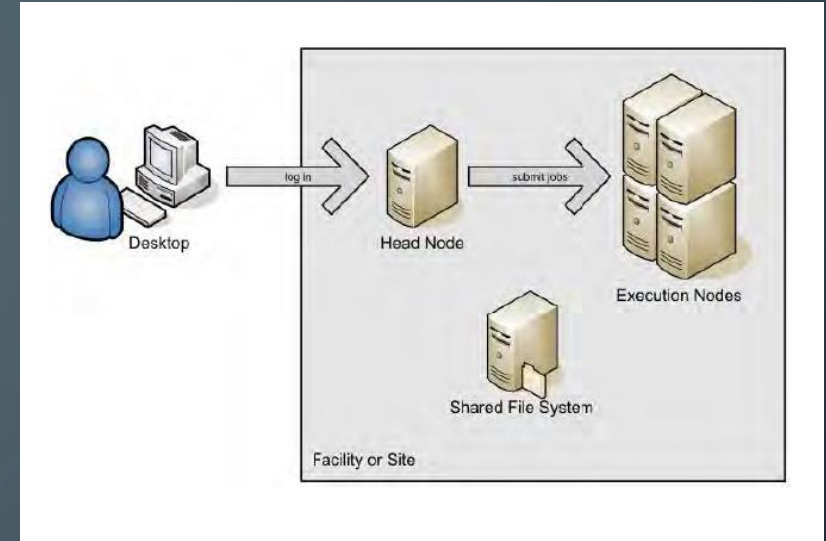 log in
submit jobs
Desktop
Head Node
Execution Nodes
Shared File System
Facility or Site